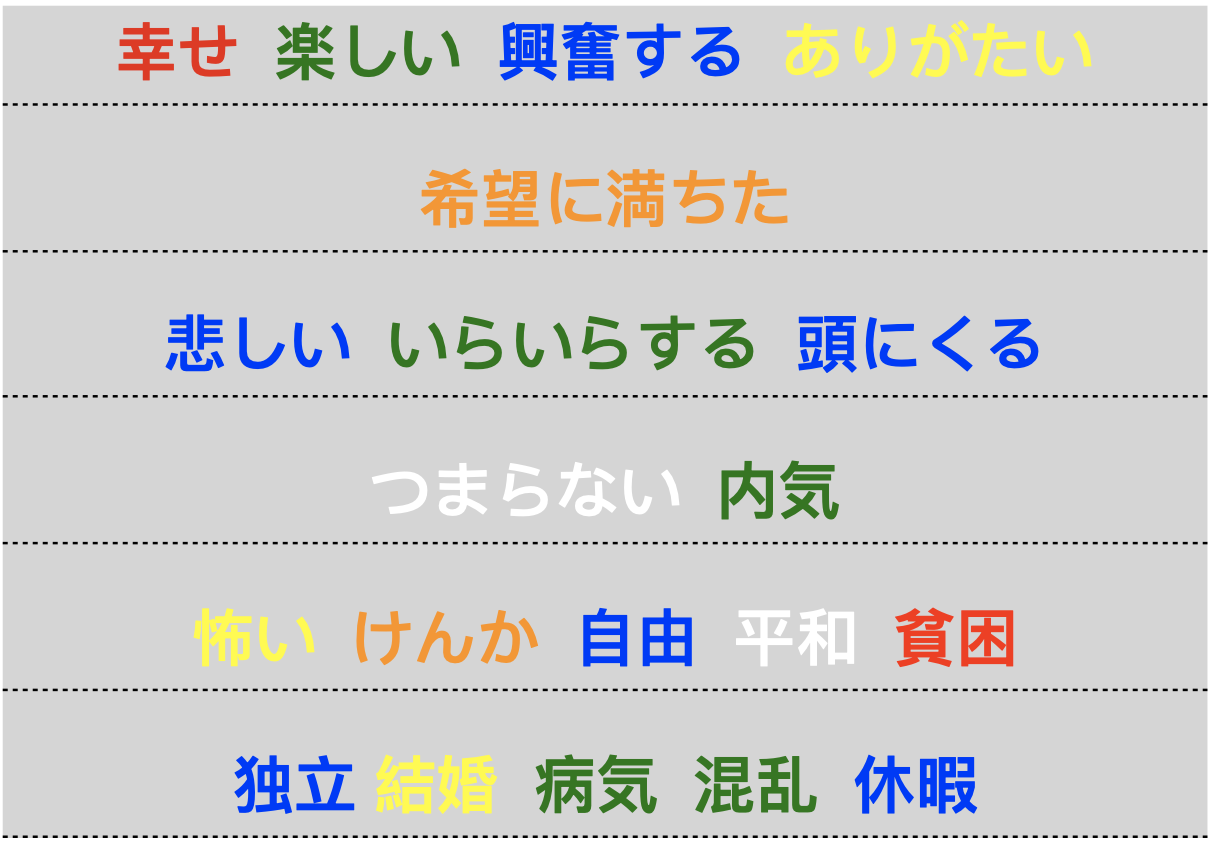 幸せ 楽しい 興奮する ありがたい
希望に満ちた
悲しい いらいらする 頭にくる
つまらない 内気
怖い けんか 自由 平和 貧困
独立 結婚 病気 混乱 休暇